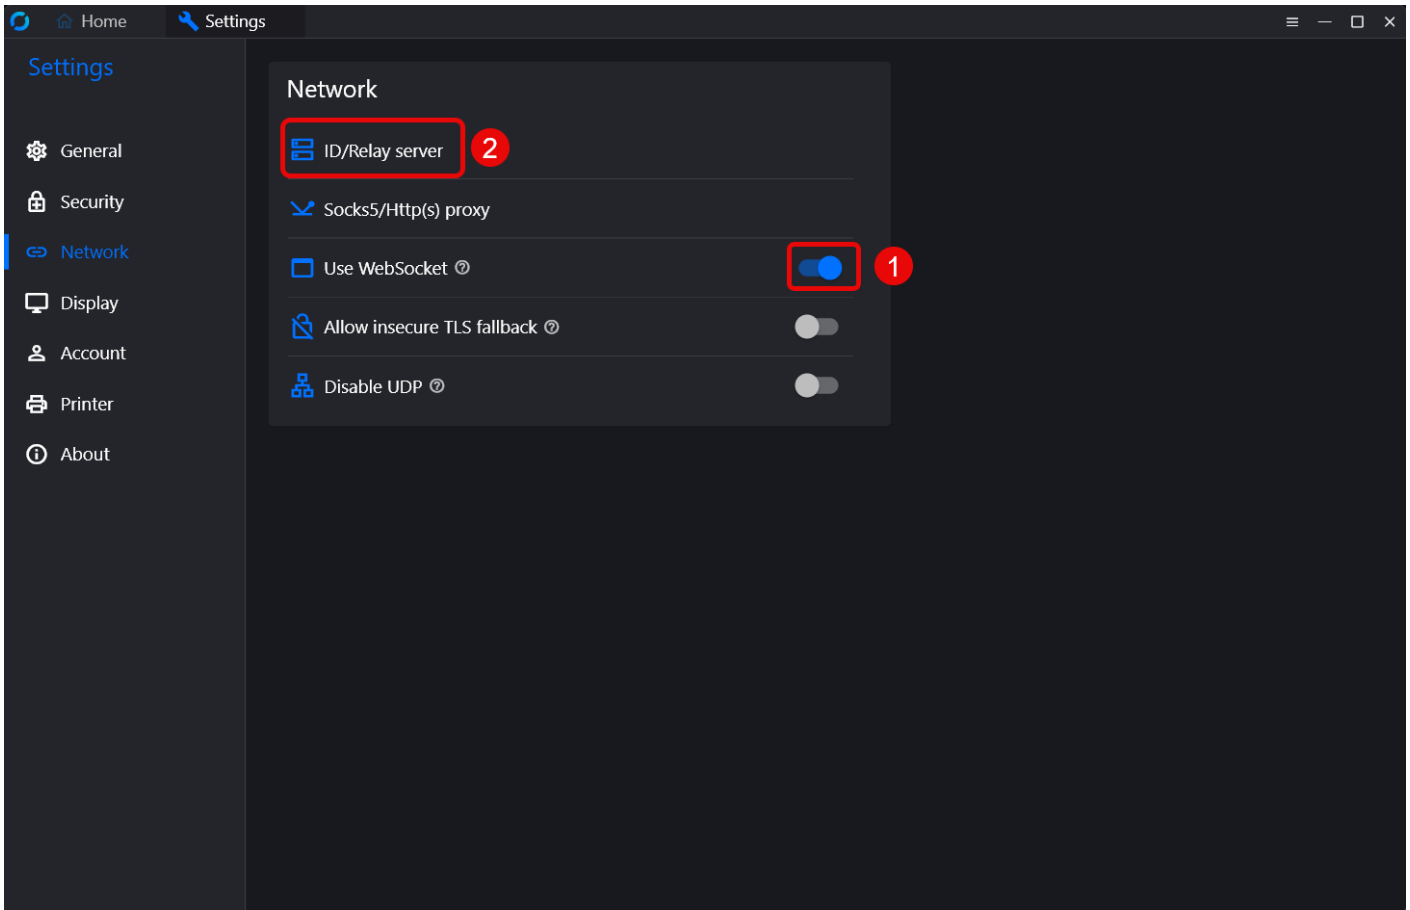 Home
Settings
Settings
General
Security
Network
Display
Account
Printer
About
Network
ID/Relay server
2
Socks5/Http(s) proxy
Use WebSocket ?
1
Allow insecure TLS fallback ?
Disable UDP ?